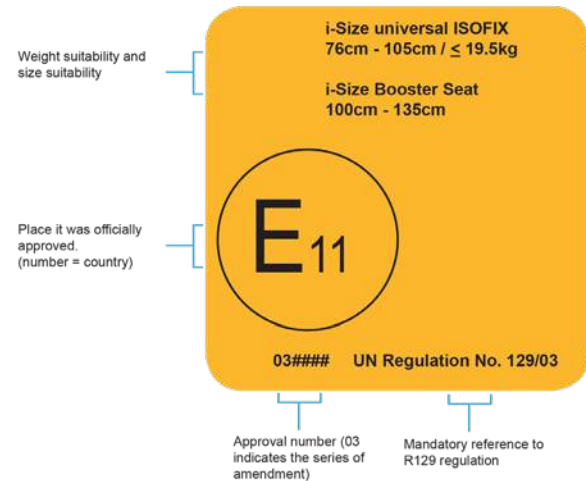 i-Size universal ISOFIX
76cm - 105cm / ≤ 19.5kg
i-Size Booster Seat
100cm - 135cm
Weight suitability and
size suitability
E11
Place it was officially
approved.
(number = country)
03#### UN Regulation No. 129/03
Approval number (03
indicates the series of
amendment)
Mandatory reference to
R129 regulation